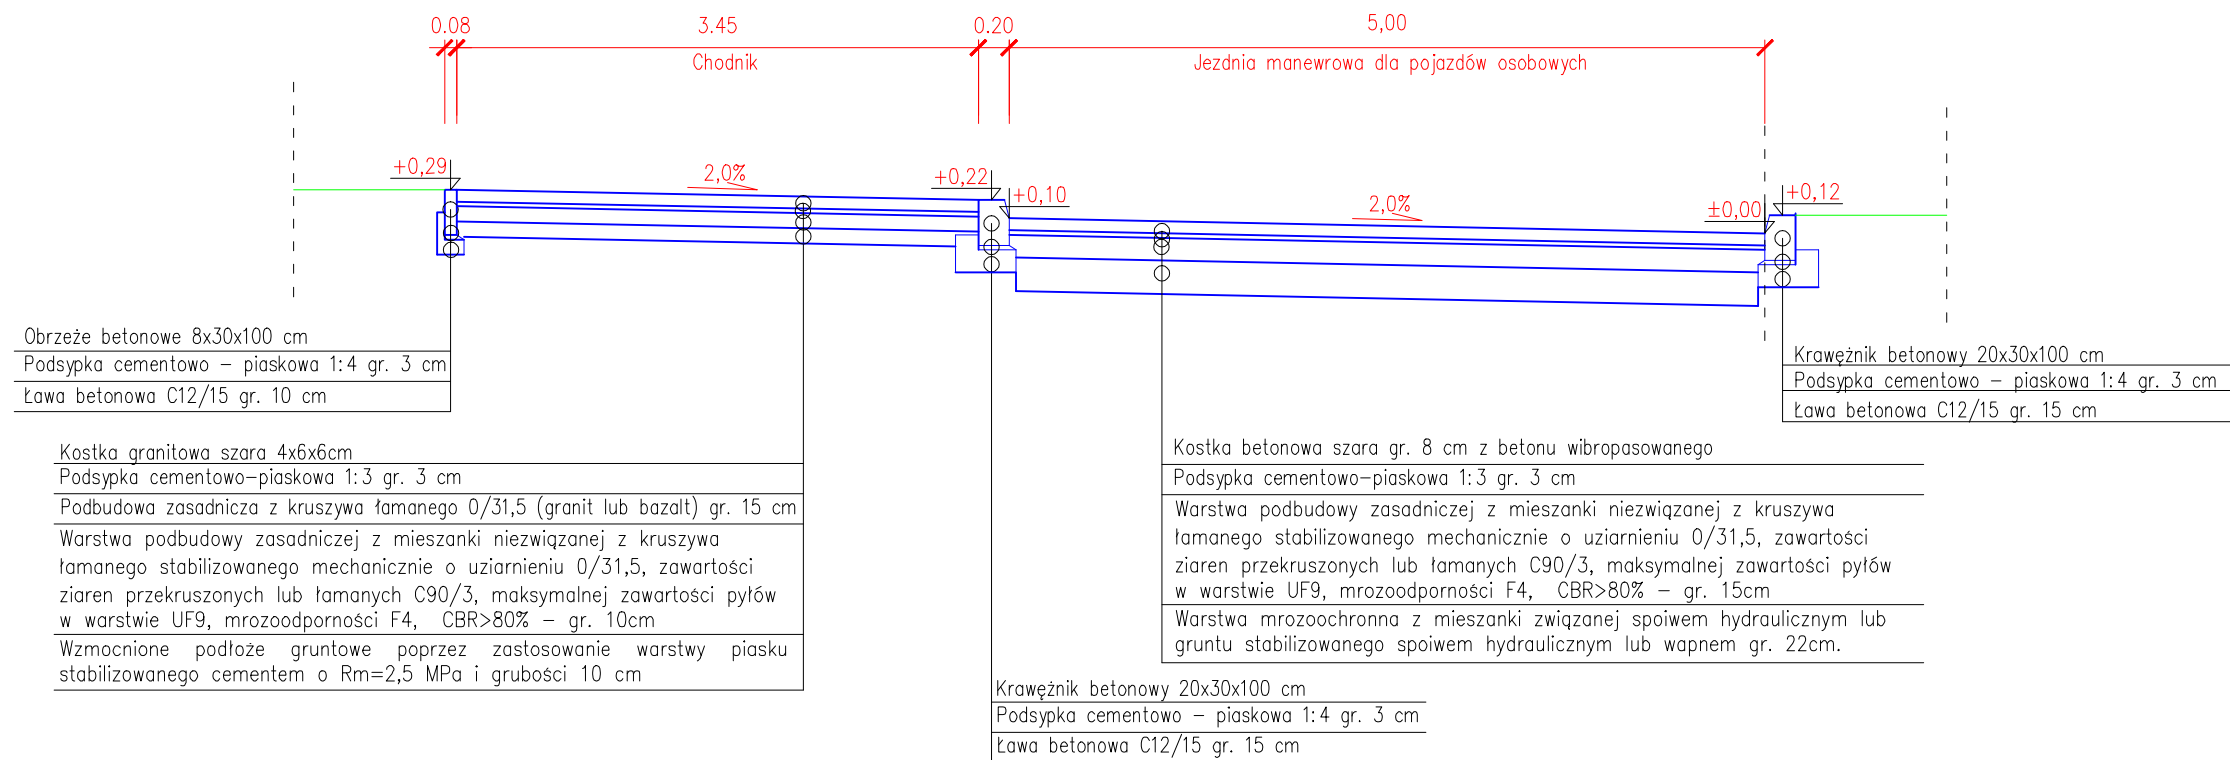 0.08
3.45
0.20
5,00
Chodnik
Jezdnia manewrowa dla pojazdów osobowych
+0,29
2,0%
+0,22
+0,10
2,0%
±0,00
+0,12
Obrzeże betonowe 8x30x100 cm
Podsypka cementowo – piaskowa 1:4 gr. 3 cm
Ława betonowa C12/15 gr. 10 cm
Krawężnik betonowy 20x30x100 cm
Podsypka cementowo – piaskowa 1:4 gr. 3 cm
Ława betonowa C12/15 gr. 15 cm
Kostka granitowa szara 4x6x6cm
Podsypka cementowo-piaskowa 1:3 gr. 3 cm
Podbudowa zasadnicza z kruszywa łamanego 0/31,5 (granit lub bazalt) gr. 15 cm
Warstwa podbudowy zasadniczej z mieszanki niezwiązanej z kruszywa
łamanego stabilizowanego mechanicznie o uziarnieniu 0/31,5, zawartości
ziaren przekruszonych lub łamanych C90/3, maksymalnej zawartości pyłów
w warstwie UF9, mrozoodporności F4, CBR>80% – gr. 10cm
Wzmocnione podłoże gruntowe poprzez zastosowanie warstwy piasku
stabilizowanego cementem o Rm=2,5 MPa i grubości 10 cm
Kostka betonowa szara gr. 8 cm z betonu wibropasowanego
Podsypka cementowo-piaskowa 1:3 gr. 3 cm
Warstwa podbudowy zasadniczej z mieszanki niezwiązanej z kruszywa
łamanego stabilizowanego mechanicznie o uziarnieniu 0/31,5, zawartości
ziaren przekruszonych lub łamanych C90/3, maksymalnej zawartości pyłów
w warstwie UF9, mrozoodporności F4, CBR>80% – gr. 15cm
Warstwa mrozoochronna z mieszanki związanej spoiwem hydraulicznym lub
gruntu stabilizowanego spoiwem hydraulicznym lub wapnem gr. 22cm.
Krawężnik betonowy 20x30x100 cm
Podsypka cementowo – piaskowa 1:4 gr. 3 cm
Ława betonowa C12/15 gr. 15 cm